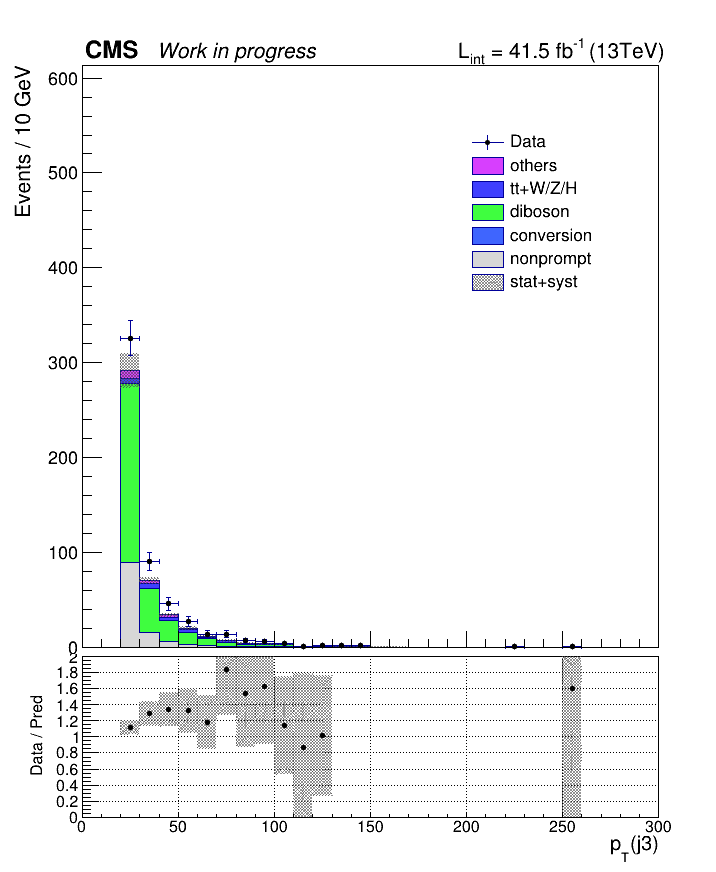 CMS Work in progress L_int = 41.5 fb^-1 (13TeV)
Events / 10 GeV
600
500
400
300
200
100
0
Data
others
tt+W/Z/H
diboson
conversion
nonprompt
stat+syst
Data / Pred
2
1.8
1.6
1.4
1.2
1
0.8
0.6
0.4
0.2
0
0 50 100 150 200 250 300
p_T(j3)